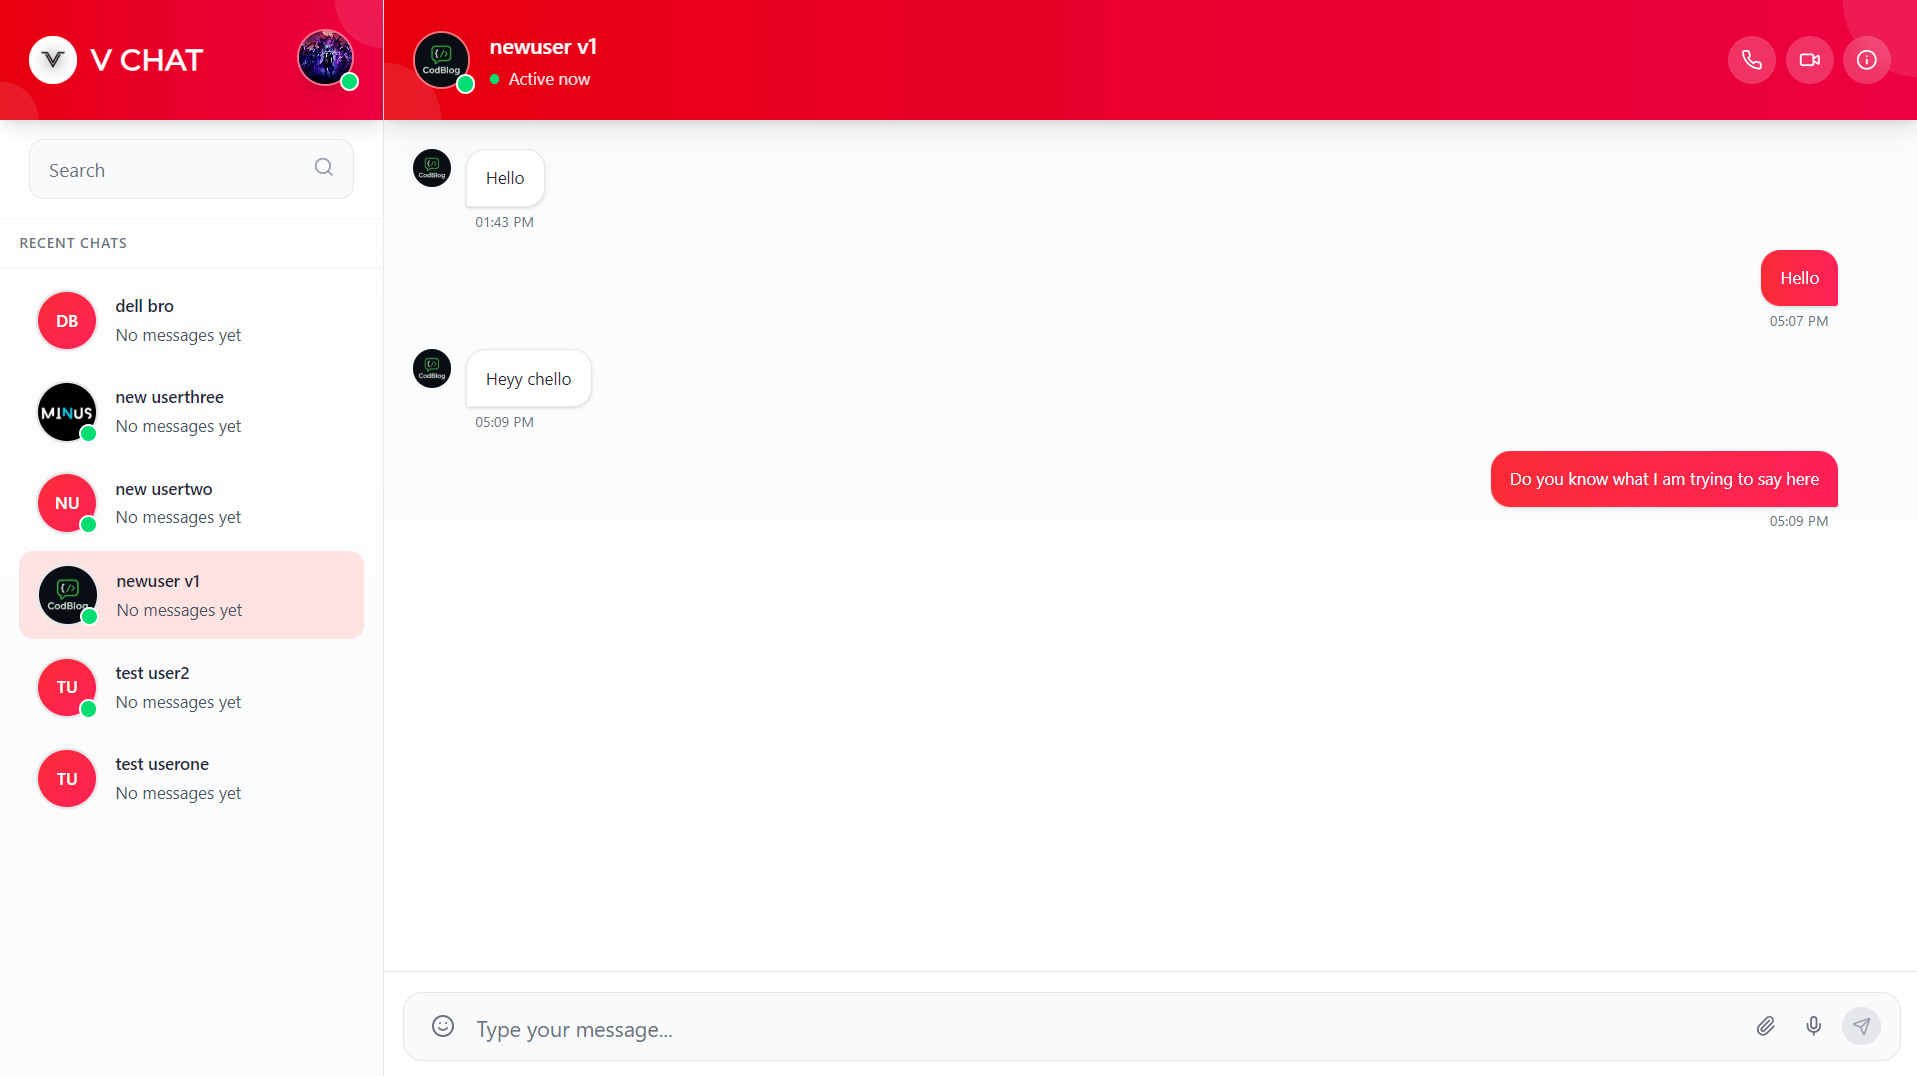 V CHAT
Search
RECENT CHATS
DB
dell bro
No messages yet
MINUS
new userthree
No messages yet
NU
new usertwo
No messages yet
CodBlog
newuser v1
No messages yet
TU
test user2
No messages yet
TU
test userone
No messages yet
CodBlog
newuser v1
Active now
CodBlog
Hello
01:43 PM
Hello
05:07 PM
CodBlog
Heyy chello
05:09 PM
Do you know what I am trying to say here
05:09 PM
Type your message...